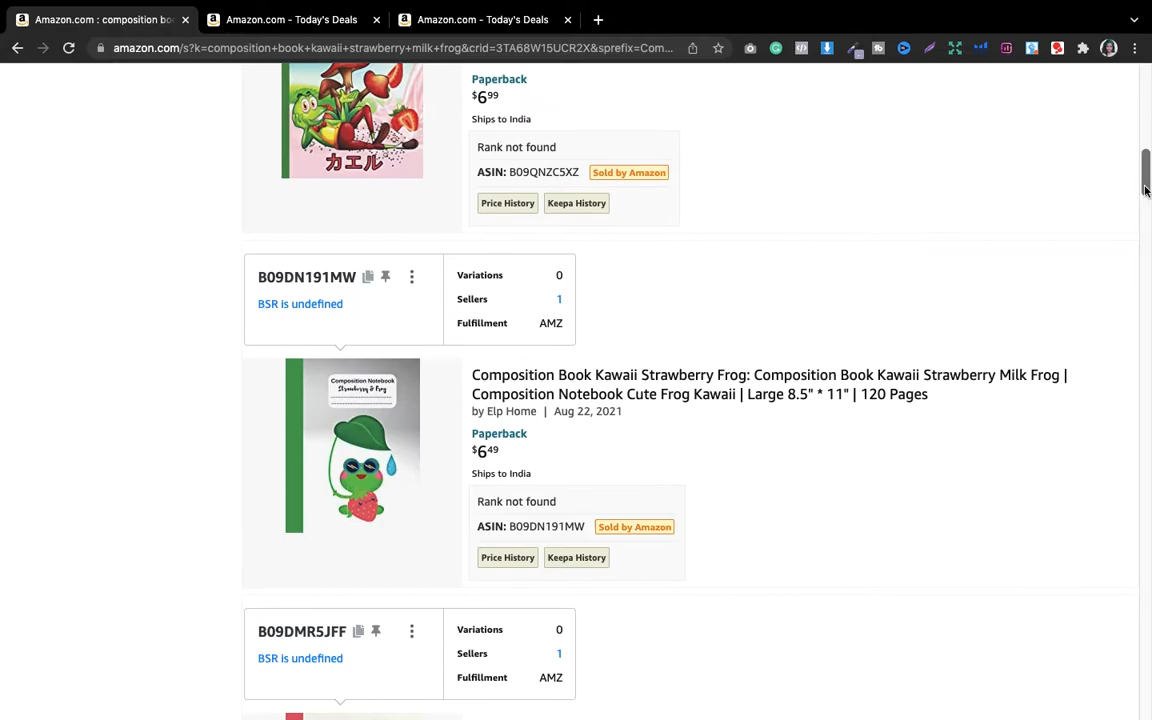 Amazon.com : composition bo
Amazon.com - Today's Deals
Amazon.com - Today's Deals
amazon.com/s?k=composition+book+kawaii+strawberry+milk+frog&crid=3TA68W15UCR2X&sprefix=Com...
カエル
Paperback
$6.99
Ships to India
Rank not found
ASIN: B09QNZC5XZ Sold by Amazon
Price History Keepa History
B09DN191MW
BSR is undefined
Variations 0
Sellers 1
Fulfillment AMZ
Composition Notebook
Strawberry & Frog
Composition Book Kawaii Strawberry Frog: Composition Book Kawaii Strawberry Milk Frog |
Composition Notebook Cute Frog Kawaii | Large 8.5" * 11" | 120 Pages
by Elp Home | Aug 22, 2021
Paperback
$6.49
Ships to India
Rank not found
ASIN: B09DN191MW Sold by Amazon
Price History Keepa History
B09DMR5JFF
BSR is undefined
Variations 0
Sellers 1
Fulfillment AMZ